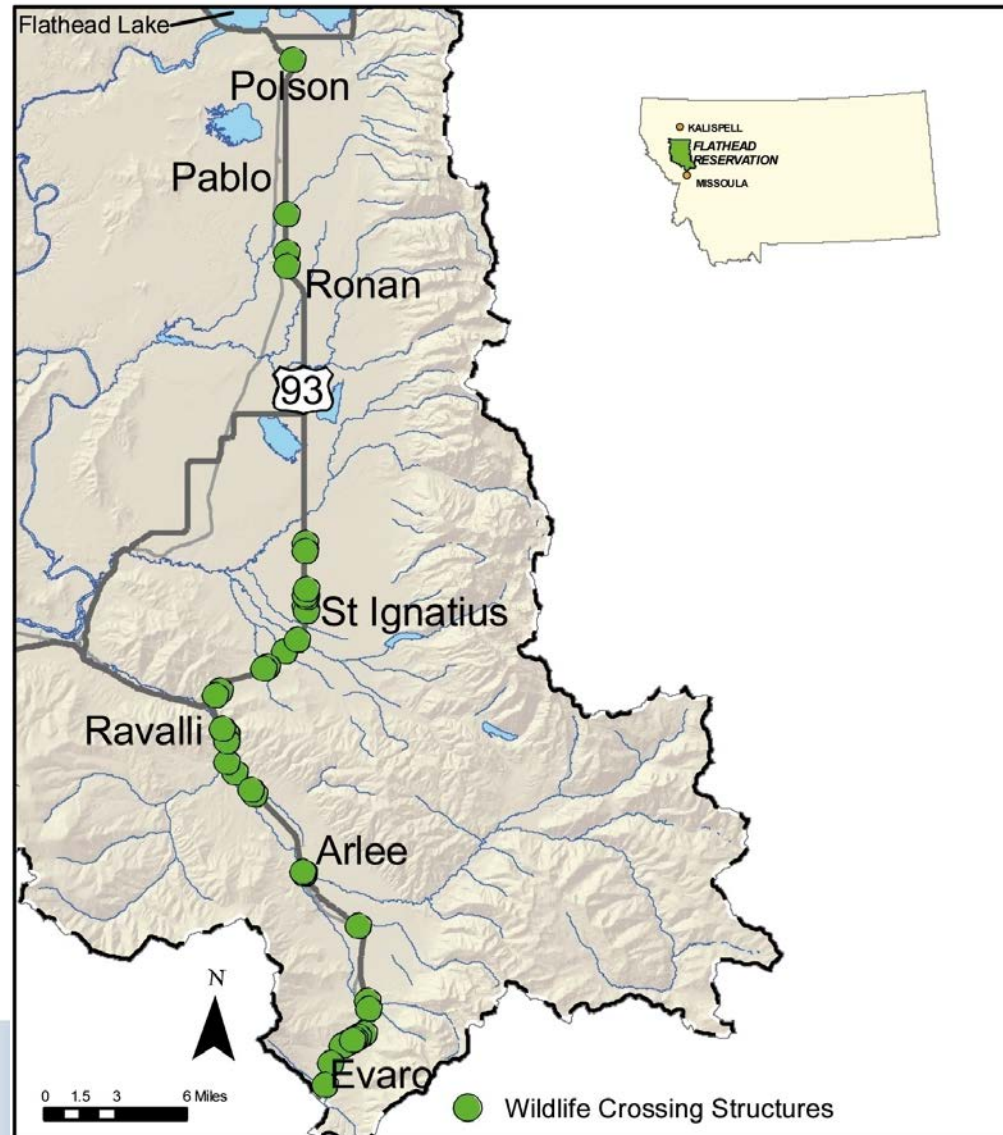 Flathead Lake
Polson
KALISPELL
FLATHEAD
RESERVATION
MISSOULA
Pablo
Ronan
93
St Ignatius
Ravalli
Arlee
N
Evaro
0 1.5 3 6 Miles
Wildlife Crossing Structures